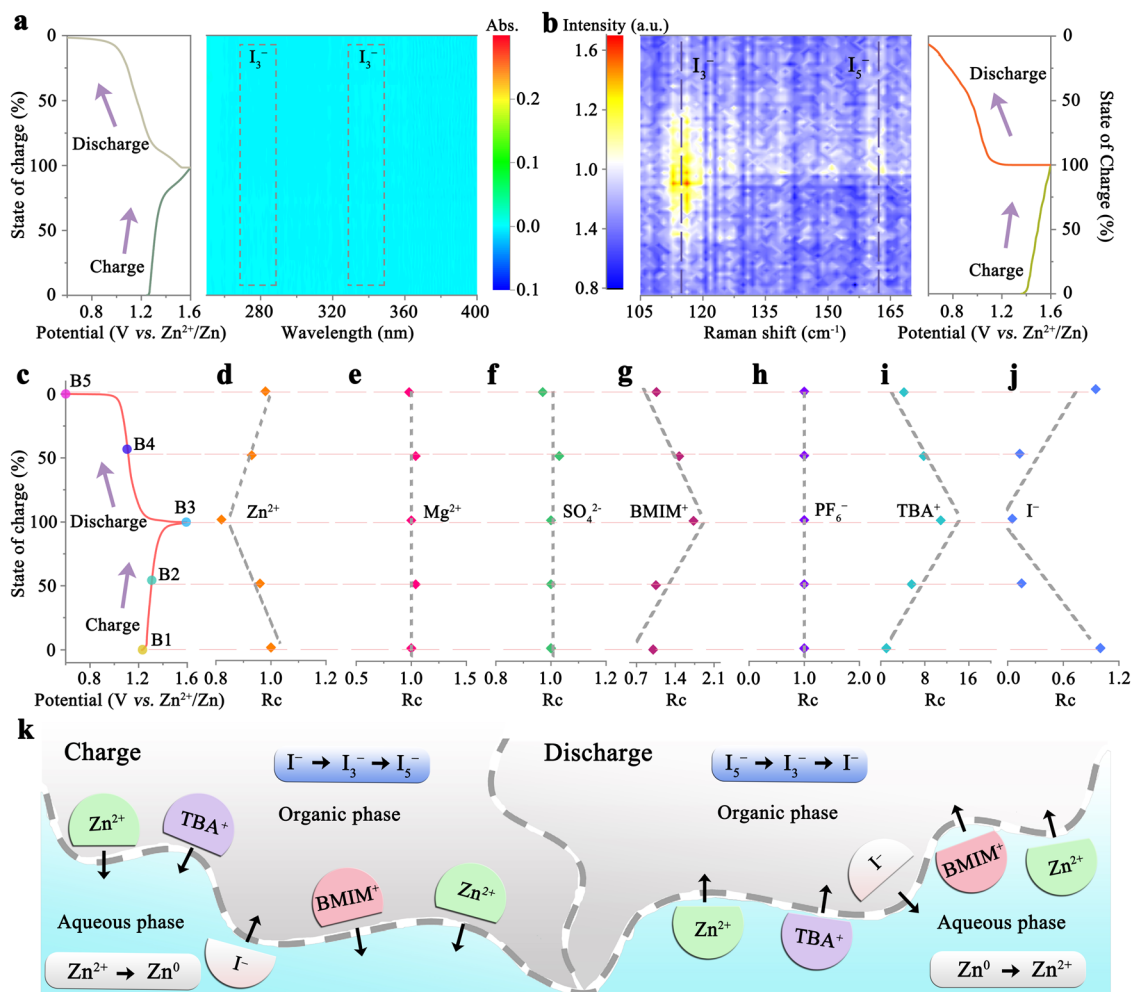 a
State of charge (%)
0
50
100
50
0
Discharge
Charge
0.8
1.2
1.6
Potential (V vs. Zn²⁺/Zn)
I₃⁻
I₃⁻
280
320
360
400
Wavelength (nm)
Abs.
0.2
0.1
0.0
0.1
b
Intensity (a.u.)
1.6
1.2
1.0
1.4
0.8
I₃⁻
I₅⁻
105
120
135
150
165
Raman shift (cm⁻¹)
Discharge
Charge
0
50
100
50
0
State of Charge (%)
0.8
1.2
1.6
Potential (V vs. Zn²⁺/Zn)
c
State of charge (%)
0
50
100
50
0
B5
B4
B3
B2
B1
Discharge
Charge
0.8
1.2
1.6
Potential (V vs. Zn²⁺/Zn)
d
Zn²⁺
0.8
1.0
1.2
Rc
e
Mg²⁺
0.5
1.0
1.5
Rc
f
SO₄²⁻
0.8
1.0
1.2
Rc
g
BMIM⁺
0.7
1.4
2.1
Rc
h
PF₆⁻
0.0
1.0
2.0
Rc
i
TBA⁺
0
8
16
Rc
j
I⁻
0.0
0.6
1.2
Rc
k
Charge
I⁻ → I₃⁻ → I₅⁻
Organic phase
Zn²⁺
TBA⁺
BMIM⁺
Zn²⁺
Aqueous phase
I⁻
Zn²⁺ → Zn⁰
Discharge
I₅⁻ → I₃⁻ → I⁻
Organic phase
I⁻
BMIM⁺
Zn²⁺
Zn²⁺
TBA⁺
Aqueous phase
Zn⁰ → Zn²⁺